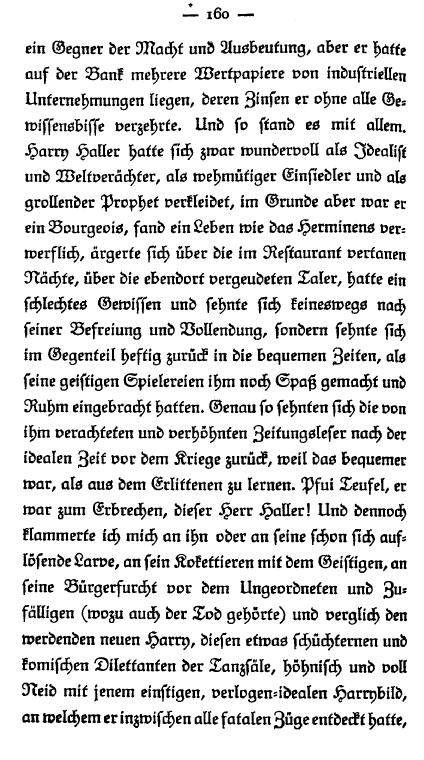 — 160 —
ein Gegner der Macht und Ausbeutung, aber er hatte
auf der Bank mehrere Wertpapiere von induſtriellen
Unternehmungen liegen, deren Zinſen er ohne alle Ge⸗
wiſſensbiſſe verzehrte. Und ſo ſtand es mit allem.
Harry Haller hatte ſich zwar wundervoll als Idealiſt
und Weltverächter, als wehmütiger Einſiedler und als
grollender Prophet verkleidet, im Grunde aber war er
ein Bourgeois, fand ein Leben wie das Herminens ver⸗
werflich, ärgerte ſich über die im Reſtaurant vertanen
Nächte, über die ebendort vergeudeten Taler, hatte ein
ſchlechtes Gewiſſen und ſehnte ſich keineswegs nach
ſeiner Befreiung und Vollendung, ſondern ſehnte ſich
im Gegenteil heftig zurück in die bequemen Zeiten, als
ſeine geiſtigen Spielereien ihm noch Spaß gemacht und
Ruhm eingebracht hatten. Genau ſo ſehnten ſich die von
ihm verachteten und verhöhnten Zeitungsleſer nach der
idealen Zeit vor dem Kriege zurück, weil das bequemer
war, als aus dem Erlittenen zu lernen. Pfui Teufel, er
war zum Erbrechen, dieſer Herr Haller! Und dennoch
klammerte ich mich an ihn oder an ſeine ſchon ſich auf⸗
löſende Larve, an ſein Kokettieren mit dem Geiſtigen, an
ſeine Bürgerfurcht vor dem Ungeordneten und Zu⸗
fälligen (wozu auch der Tod gehörte) und verglich den
werdenden neuen Harry, dieſen etwas ſchüchternen und
komiſchen Dilettanten der Tanzſäle, höhniſch und voll
Neid mit jenem einſtigen, verlogen⸗idealen Harrybild,
an welchem er inzwiſchen alle fatalen Züge entdeckt hatte,